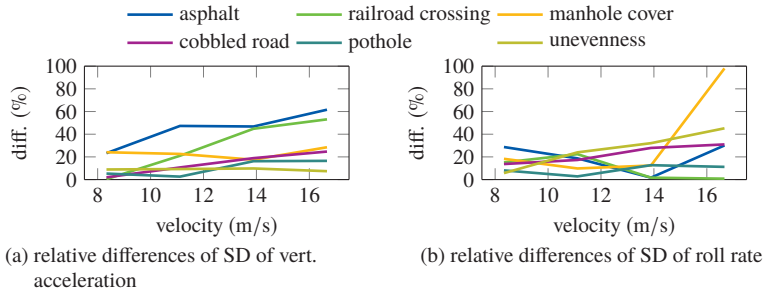 asphalt railroad crossing manhole cover
cobbled road pothole unevenness
100
80
60
40
20
0
diff. (%)
8 10 12 14 16
velocity (m/s)
(a) relative differences of SD of vert.
acceleration
100
80
60
40
20
0
diff. (%)
8 10 12 14 16
velocity (m/s)
(b) relative differences of SD of roll rate